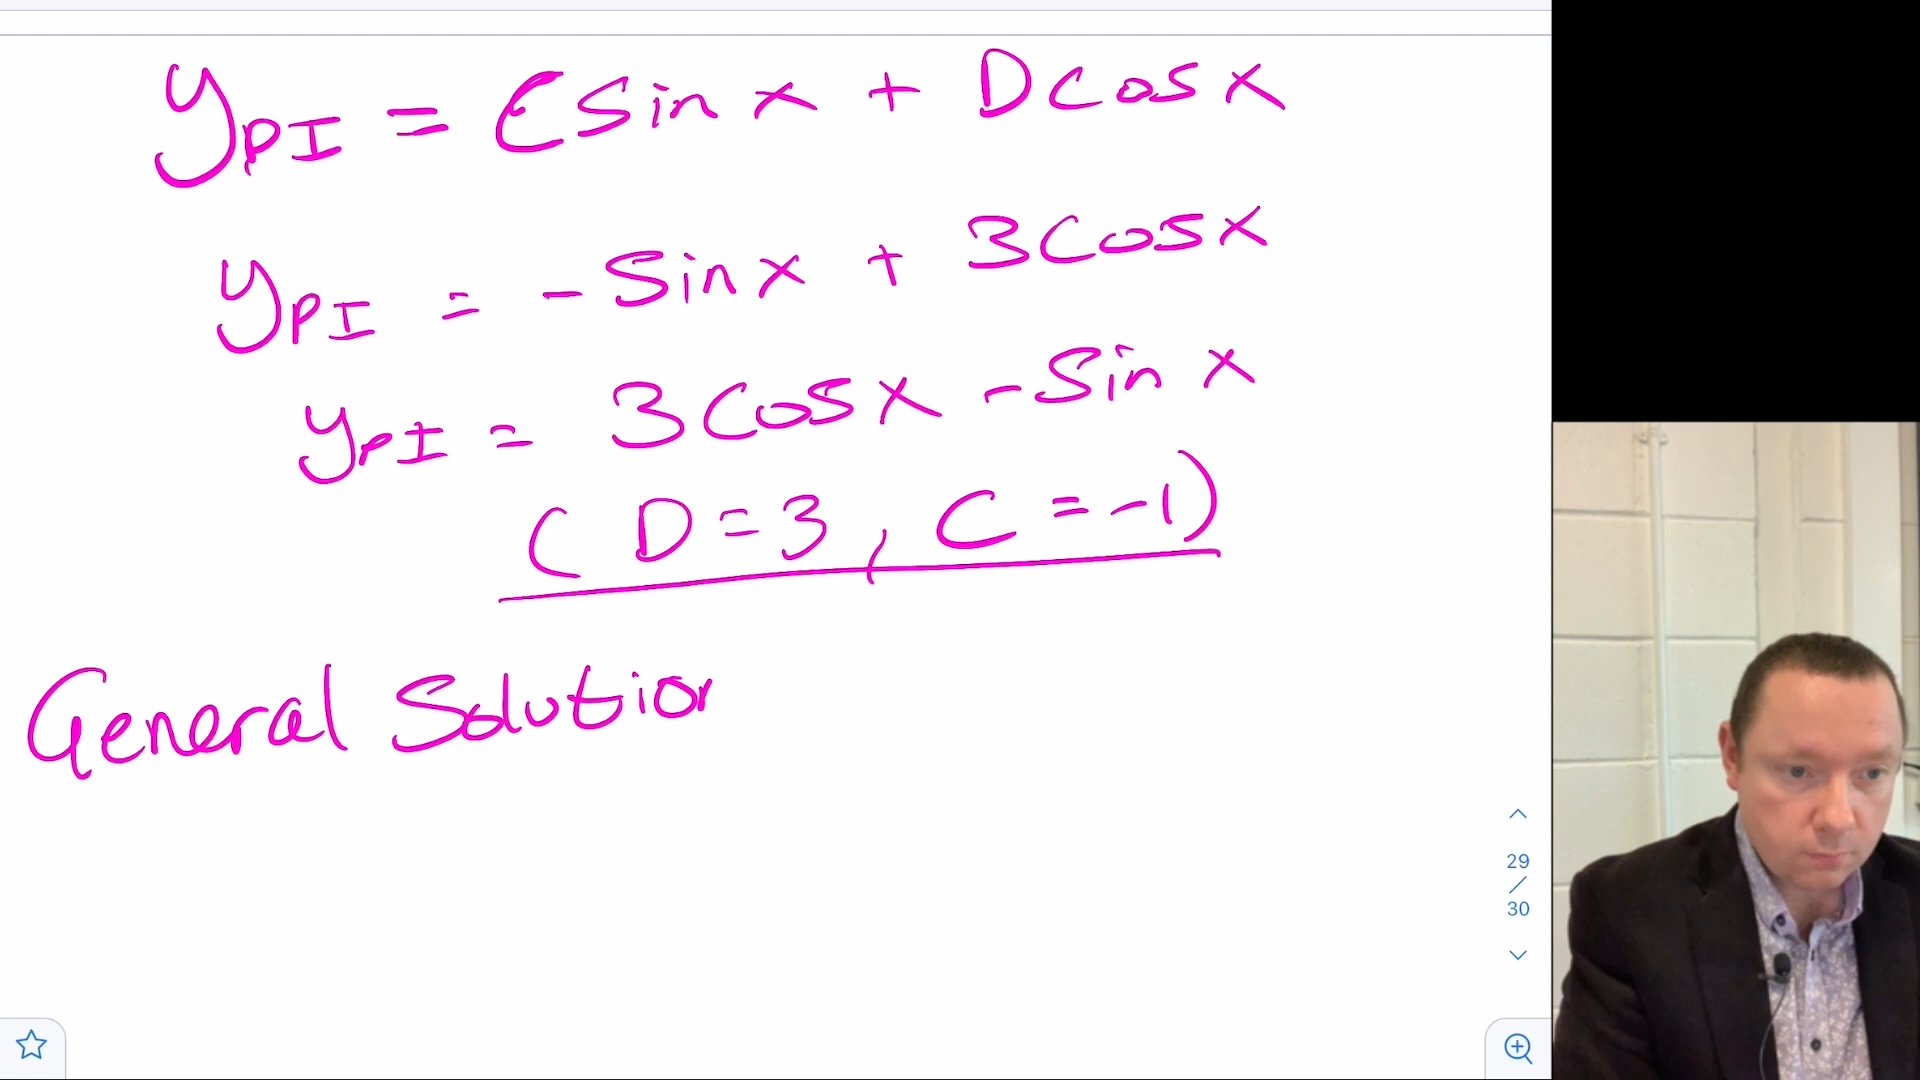 y_PI = C sin x + D cos x
y_PI = - sin x + 3 cos x
y_PI = 3 cos x - sin x
( D = 3 , C = -1 )
General Solution
29
/
30